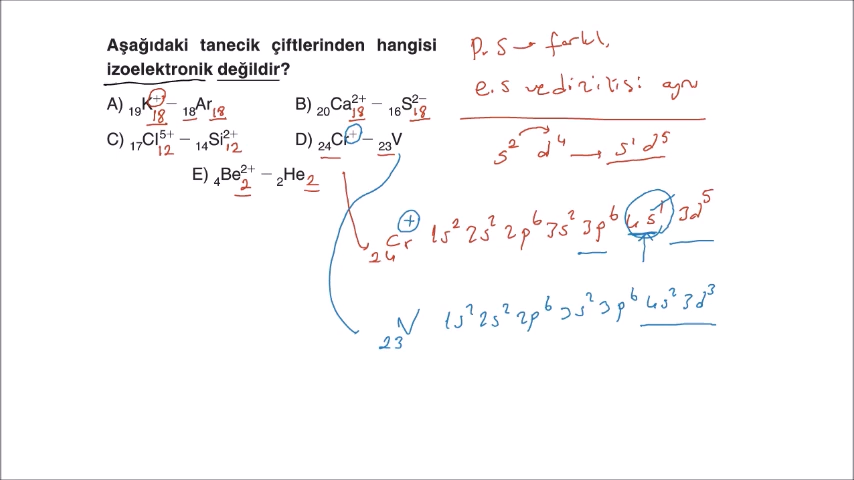 Aşağıdaki tanecik çiftlerinden hangisi
izoelektronik değildir?
A) ₁₉K⁺ − ₁₈Ar
18 18
B) ₂₀Ca²⁺ − ₁₆S²⁻
18 18
C) ₁₇Cl⁵⁺ − ₁₄Si²⁺
12 12
D) ₂₄Cr⁺ − ₂₃V
E) ₄Be²⁺ − ₂He
2 2
p.s → farklı
e.s ve dizilişi aynı
s² d⁴ → s¹ d⁵
₂₄Cr⁺ 1s² 2s² 2p⁶ 3s² 3p⁶ 4s¹ 3d⁵
₂₃V 1s² 2s² 2p⁶ 3s² 3p⁶ 4s² 3d³